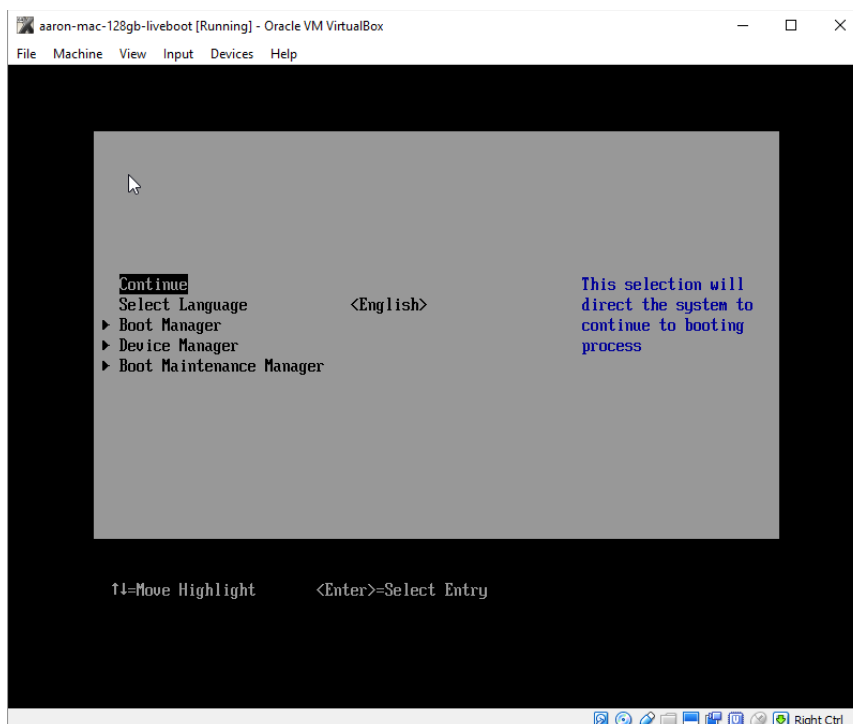 aaron-mac-128gb-liveboot [Running] - Oracle VM VirtualBox
File Machine View Input Devices Help
Continue
Select Language <English>
Boot Manager
Device Manager
Boot Maintenance Manager
This selection will
direct the system to
continue to booting
process
↑↓=Move Highlight <Enter>=Select Entry
Right Ctrl